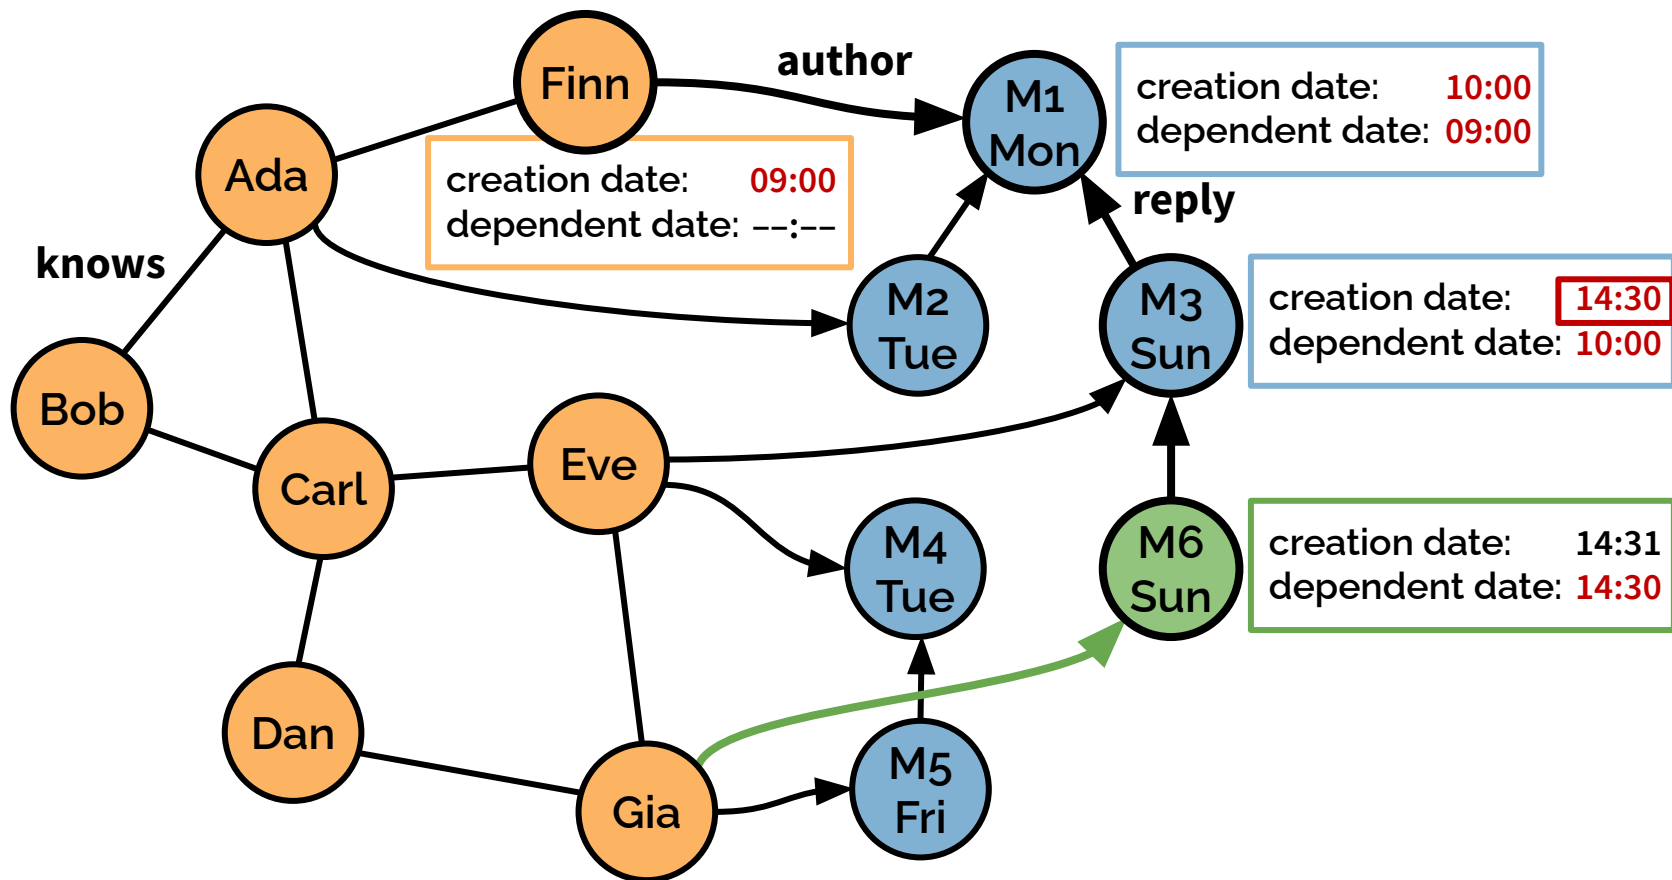 Finn
author
M1
Mon
creation date: 10:00
dependent date: 09:00
Ada
creation date: 09:00
dependent date: --:--
reply
knows
M2
Tue
M3
Sun
creation date: 14:30
dependent date: 10:00
Bob
Carl
Eve
M4
Tue
M6
Sun
creation date: 14:31
dependent date: 14:30
Dan
Gia
M5
Fri